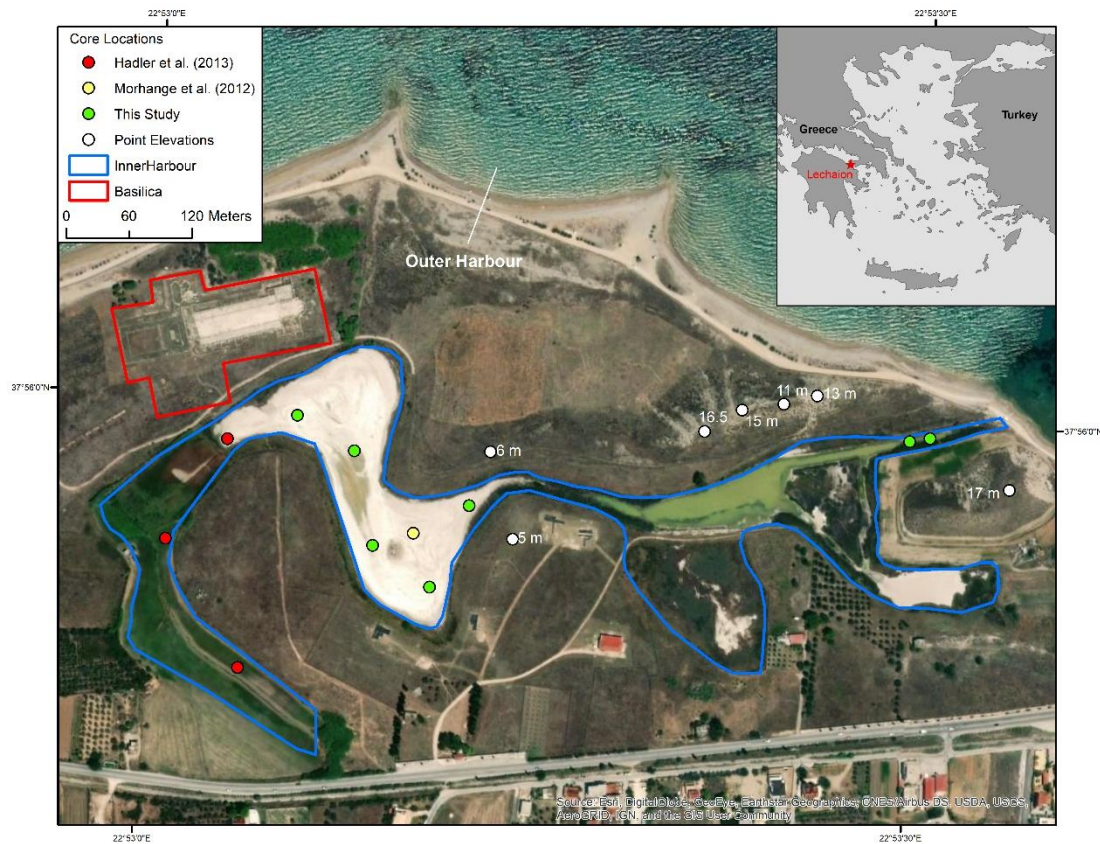 22°53'0"E
22°53'30"E
Core Locations
Hadler et al. (2013)
Morhange et al. (2012)
This Study
Point Elevations
InnerHarbour
Basilica
0 60 120 Meters
Greece
Turkey
Lechaion
Outer Harbour
37°56'0"N
37°56'0"N
16.5
15 m
11 m
13 m
6 m
5 m
17 m
Source: Esri, DigitalGlobe, GeoEye, Earthstar Geographics, CNES/Airbus DS, USDA, USGS,
AeroGRID, IGN, and the GIS User Community
22°53'0"E
22°53'30"E